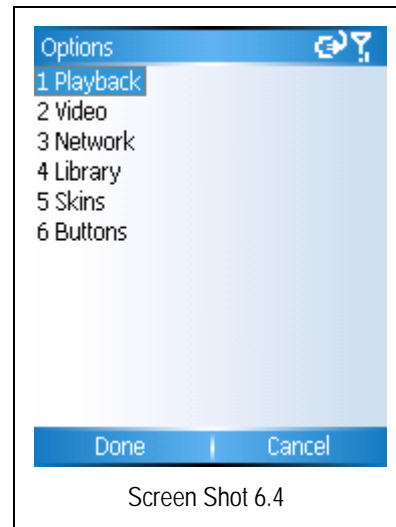 Options
1 Playback
2 Video
3 Network
4 Library
5 Skins
6 Buttons
Done Cancel
Screen Shot 6.4